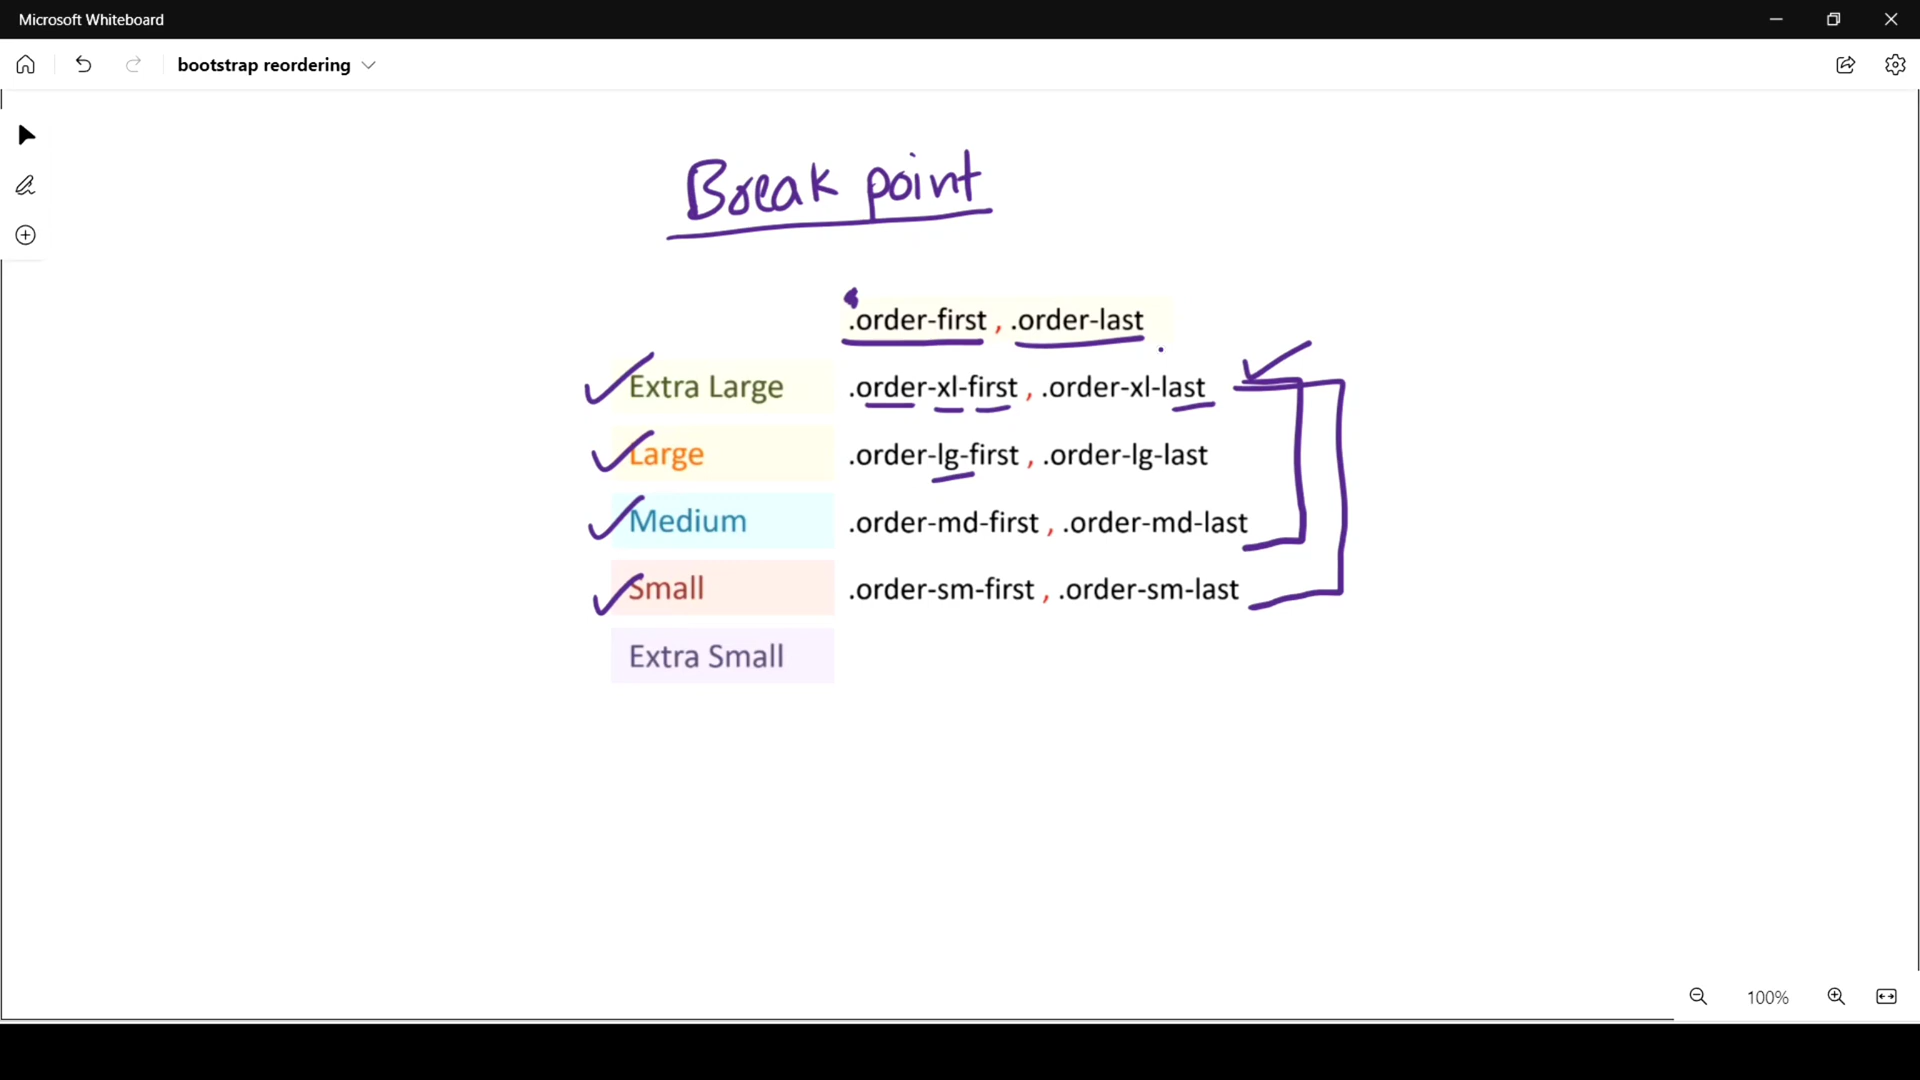 Microsoft Whiteboard
bootstrap reordering
Break point
.order-first , .order-last
Extra Large .order-xl-first , .order-xl-last
Large .order-lg-first , .order-lg-last
Medium .order-md-first , .order-md-last
Small .order-sm-first , .order-sm-last
Extra Small
100%